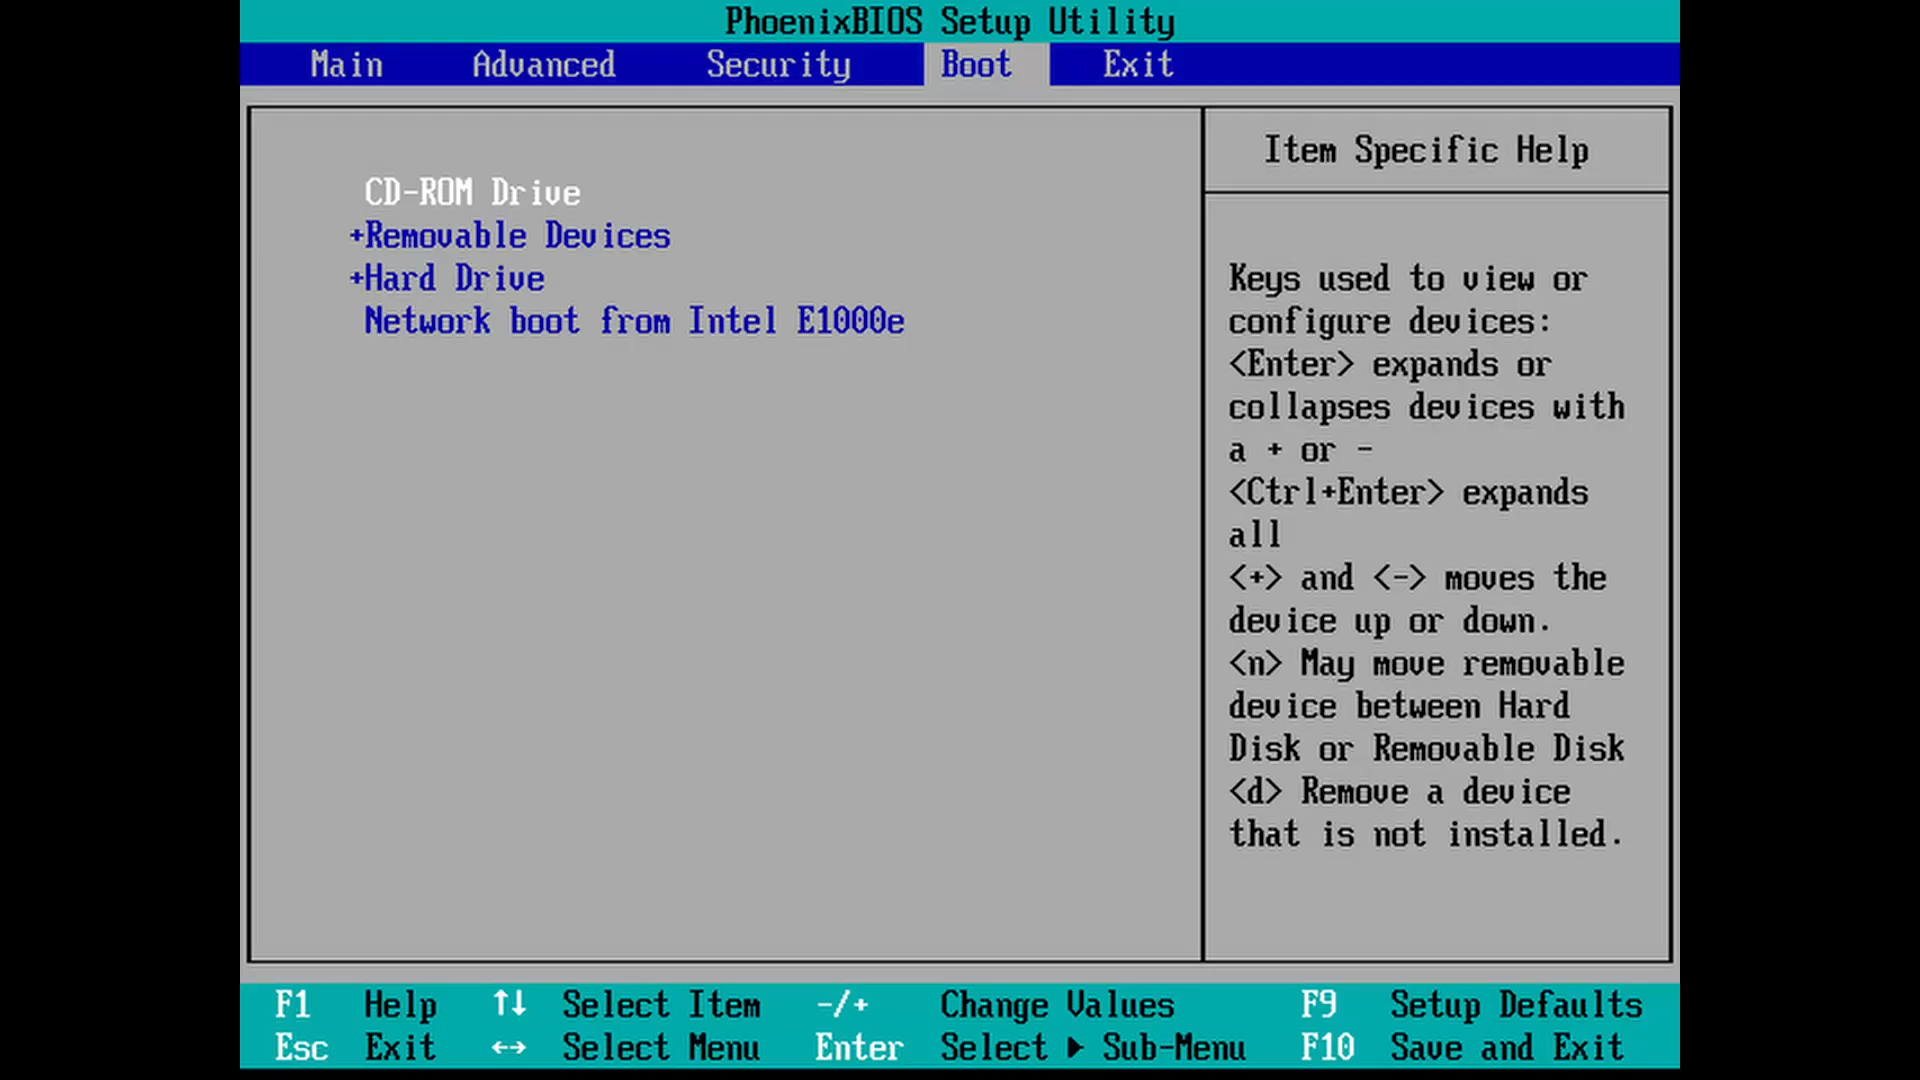 PhoenixBIOS Setup Utility
Main Advanced Security Boot Exit
CD-ROM Drive
+Removable Devices
+Hard Drive
Network boot from Intel E1000e
Item Specific Help
Keys used to view or
configure devices:
<Enter> expands or
collapses devices with
a + or -
<Ctrl+Enter> expands
all
<+> and <-> moves the
device up or down.
<n> May move removable
device between Hard
Disk or Removable Disk
<d> Remove a device
that is not installed.
F1 Help ↑↓ Select Item -/+ Change Values F9 Setup Defaults
Esc Exit ↔ Select Menu Enter Select ▶ Sub-Menu F10 Save and Exit